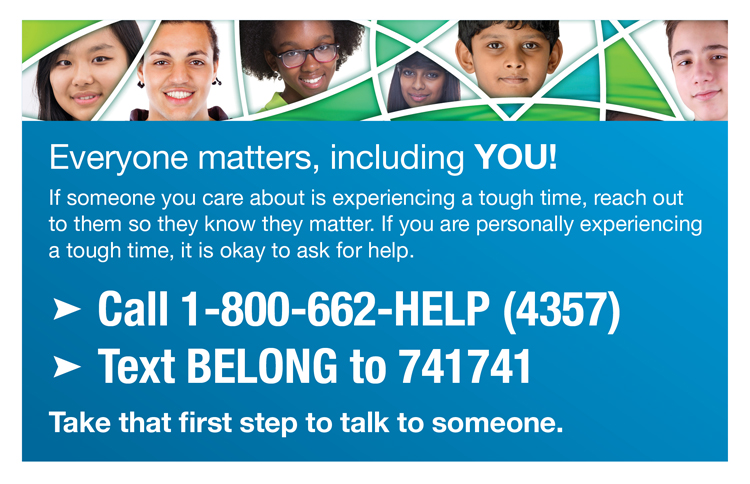 Everyone matters, including YOU!
If someone you care about is experiencing a tough time, reach out
to them so they know they matter. If you are personally experiencing
a tough time, it is okay to ask for help.
➤ Call 1-800-662-HELP (4357)
➤ Text BELONG to 741741
Take that first step to talk to someone.